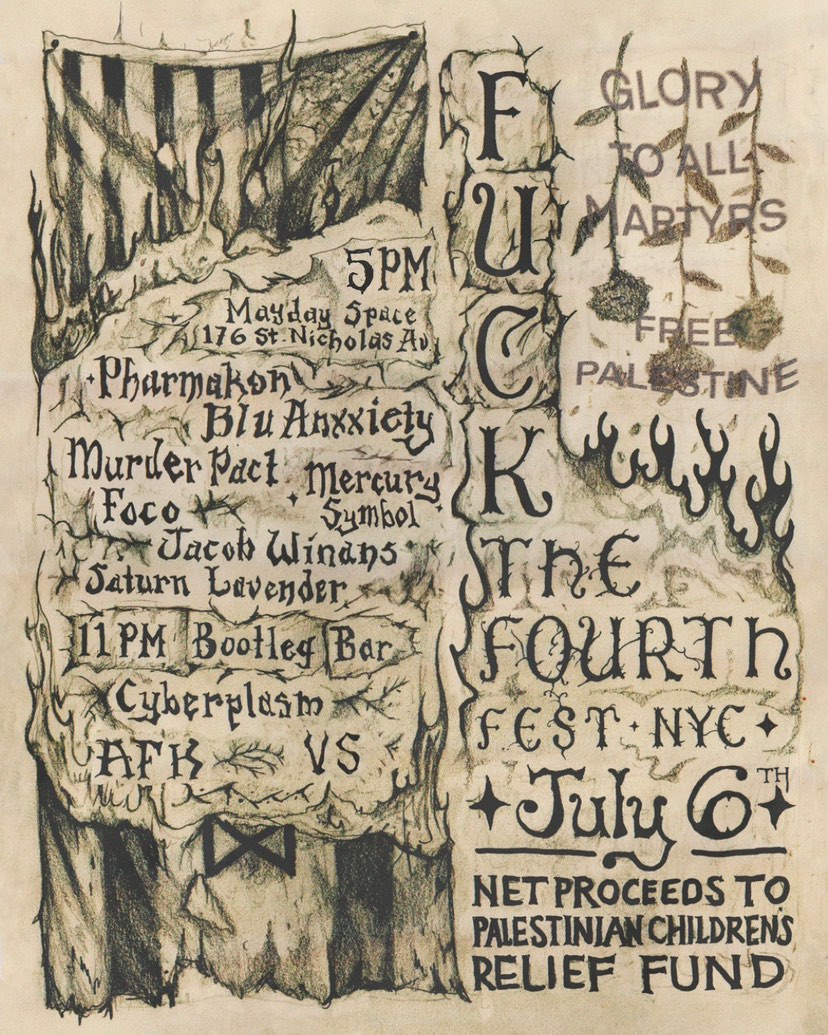 5PM
Mayday Space
176 St. Nicholas Av.
Pharmakon
Blu Anxxiety
Murder Pact
Mercury
Symbol
Foco
Jacob Winans
Saturn Lavender
11PM Bootleg Bar
Cyberplasm
AFK VS
FUCK
THE
FOURTH
FEST · NYC
July 6TH
NET PROCEEDS TO
PALESTINIAN CHILDREN'S
RELIEF FUND
GLORY
TO ALL
MARTYRS
FREE
PALESTINE